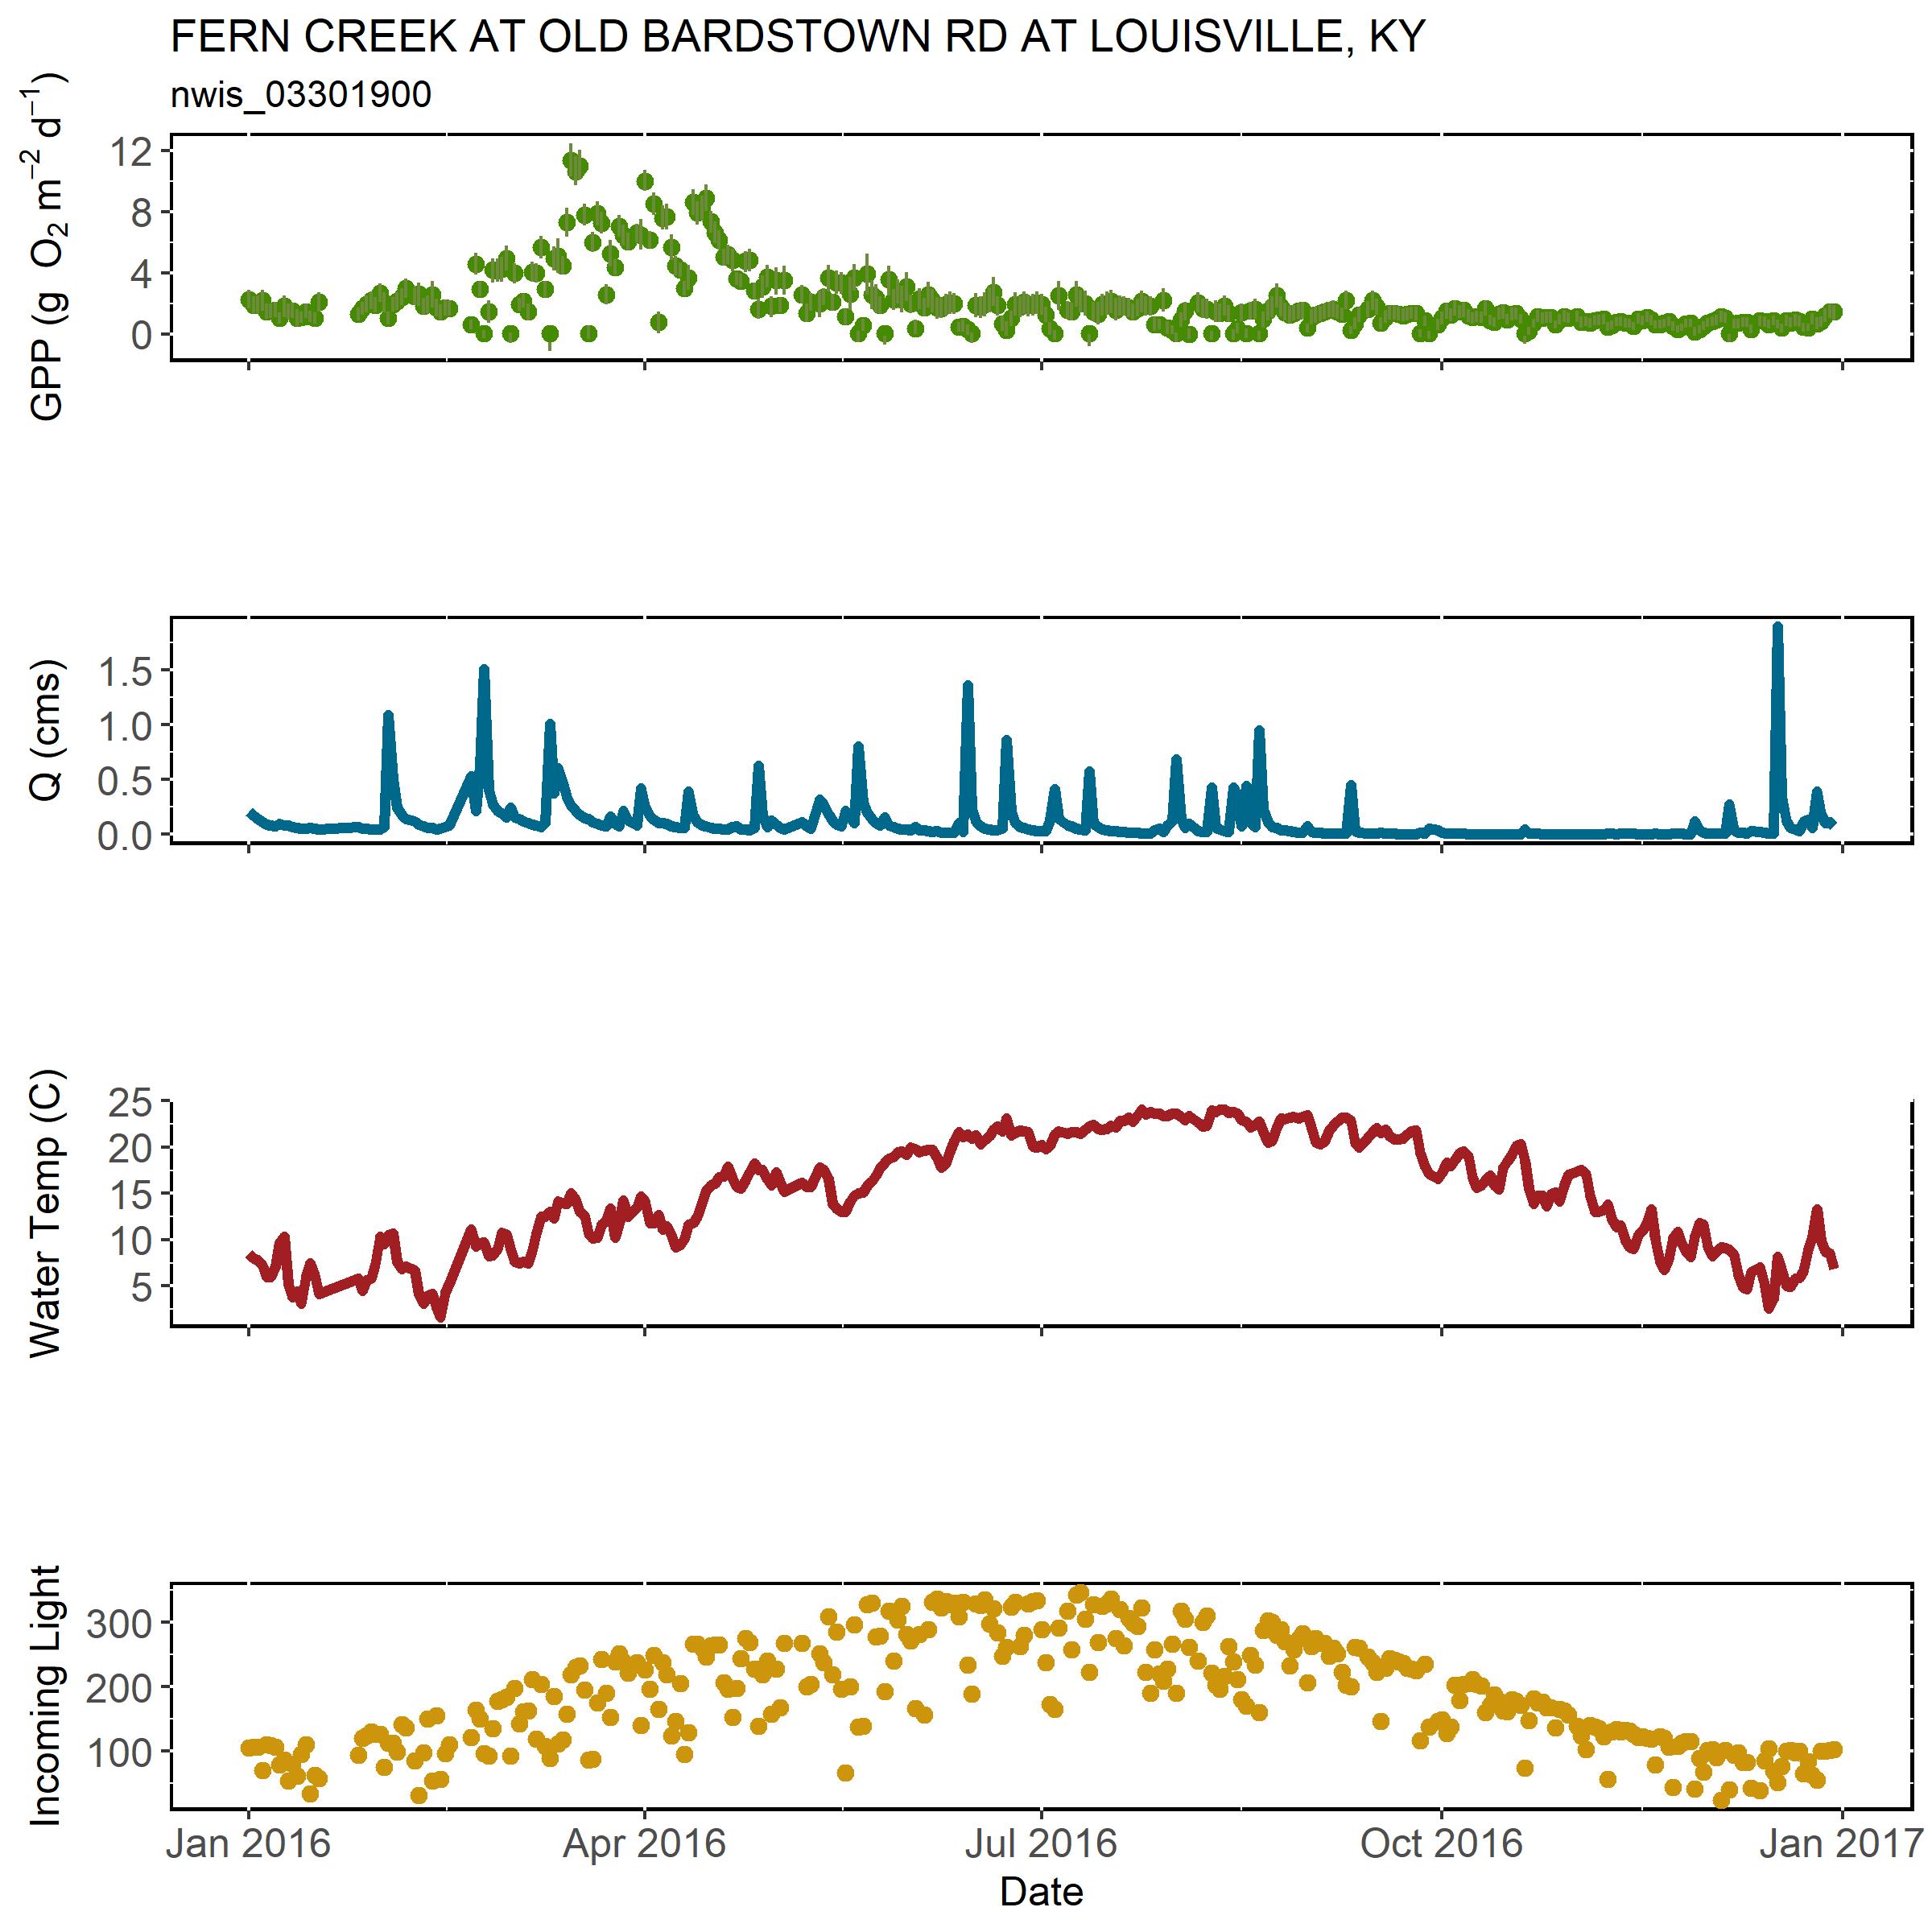 FERN CREEK AT OLD BARDSTOWN RD AT LOUISVILLE, KY
nwis_03301900
GPP (g O₂ m⁻² d⁻¹)
12
8
4
0
Q (cms)
1.5
1.0
0.5
0.0
Water Temp (C)
25
20
15
10
5
Incoming Light
300
200
100
Jan 2016 Apr 2016 Jul 2016 Oct 2016 Jan 2017
Date